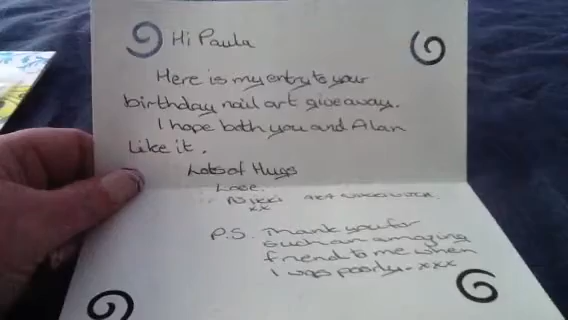 Hi Paula
Here is my entry to your
birthday nail art giveaway.
I hope both you and Alan
Like it.
Lots of Hugs
Love
xx
P.S. Thank you for
such an amazing
friend to me when
I was poorly. xxx